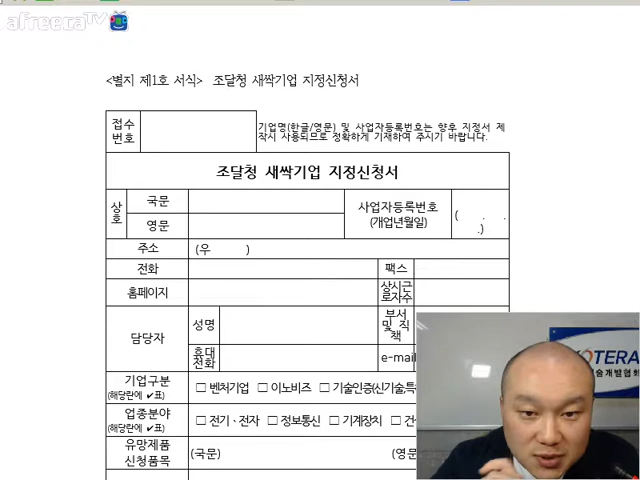 afreecaTV
<별지 제1호 서식> 조달청 새싹기업 지정신청서
접수
번호
기업명(한글/영문) 및 사업자등록번호는 향후 지정서 제
작시 사용되므로 정확하게 기재하여 주시기 바랍니다.
조달청 새싹기업 지정신청서
상
호
국문
영문
사업자등록번호
(개업년월일)
( . .
.)
주소
(우 )
전화
팩스
홈페이지
상시근
로자수
담당자
성명
부서
및 직
책
휴대
전화
e-mail
기업구분
(해당란에 ✔표)
□ 벤처기업 □ 이노비즈 □ 기술인증(신기술,특
업종분야
(해당란에 ✔표)
□ 전기ㆍ전자 □ 정보통신 □ 기계장치 □ 건
유망제품
신청품목
(국문)
(영문
OTERA
술개발협회